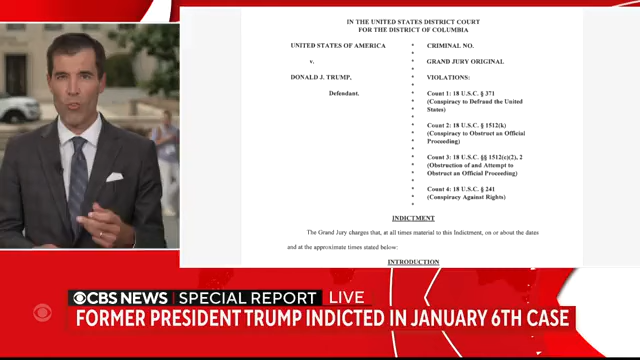 IN THE UNITED STATES DISTRICT COURT
FOR THE DISTRICT OF COLUMBIA
UNITED STATES OF AMERICA
v.
DONALD J. TRUMP,
Defendant.
* CRIMINAL NO.
*
* GRAND JURY ORIGINAL
*
* VIOLATIONS:
*
* Count 1: 18 U.S.C. § 371
* (Conspiracy to Defraud the United
* States)
*
* Count 2: 18 U.S.C. § 1512(k)
* (Conspiracy to Obstruct an Official
* Proceeding)
*
* Count 3: 18 U.S.C. §§ 1512(c)(2), 2
* (Obstruction of and Attempt to
* Obstruct an Official Proceeding)
*
* Count 4: 18 U.S.C. § 241
* (Conspiracy Against Rights)
*
INDICTMENT
The Grand Jury charges that, at all times material to this Indictment, on or about the dates
and at the approximate times stated below:
INTRODUCTION
CBS NEWS SPECIAL REPORT LIVE
FORMER PRESIDENT TRUMP INDICTED IN JANUARY 6TH CASE